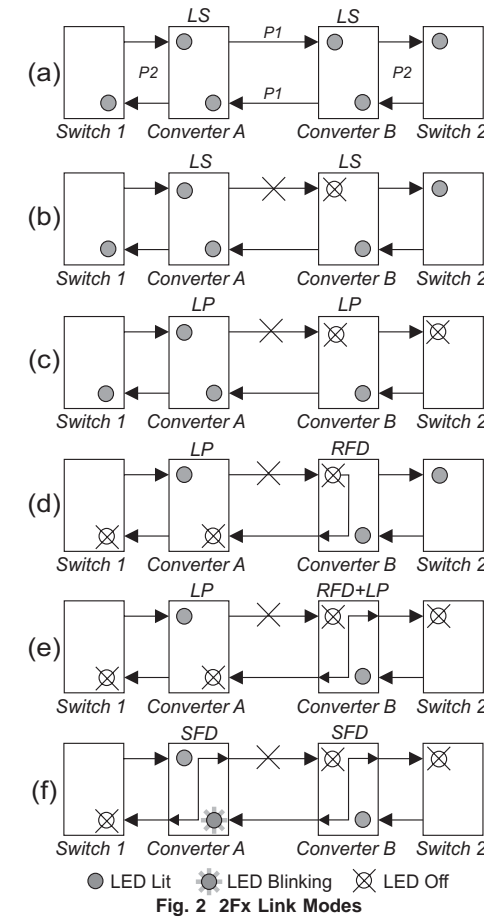 LS LS
(a) P1 P2 P2 P1
Switch 1 Converter A Converter B Switch 2
LS LS
(b)
Switch 1 Converter A Converter B Switch 2
LP LP
(c)
Switch 1 Converter A Converter B Switch 2
LP RFD
(d)
Switch 1 Converter A Converter B Switch 2
LP RFD+LP
(e)
Switch 1 Converter A Converter B Switch 2
SFD SFD
(f)
Switch 1 Converter A Converter B Switch 2
LED Lit LED Blinking LED Off
Fig. 2 2Fx Link Modes